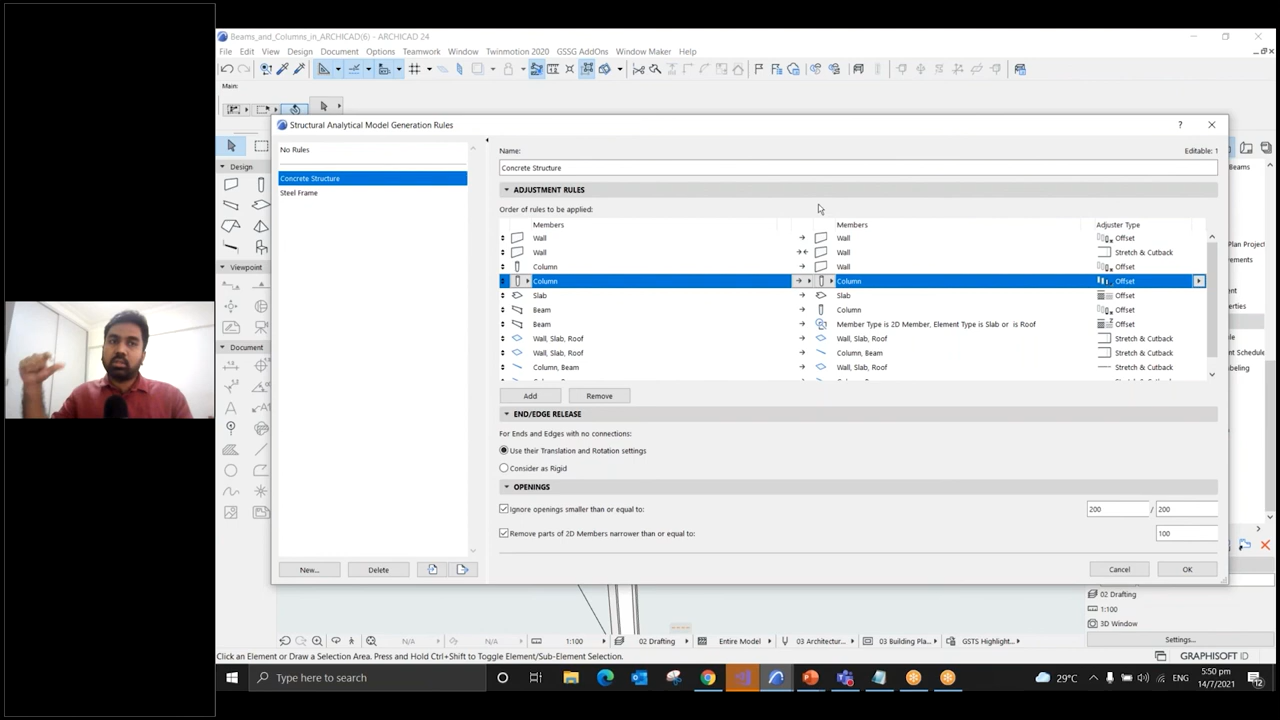 Beams_and_Columns_in_ARCHICAD(6) - ARCHICAD 24
File Edit View Design Document Options Teamwork Window Twinmotion 2020 GSSG AddOns Window Maker Help
Main:
Structural Analytical Model Generation Rules
No Rules
Concrete Structure
Steel Frame
Name: Editable: 1
Concrete Structure
ADJUSTMENT RULES
Order of rules to be applied:
Members Members Adjuster Type
Wall Wall Offset
Wall Wall Stretch & Cutback
Column Wall Offset
Column Column Offset
Slab Slab Offset
Beam Column Offset
Beam Member Type is 2D Member, Element Type is Slab or is Roof Offset
Wall, Slab, Roof Wall, Slab, Roof Stretch & Cutback
Wall, Slab, Roof Column, Beam Stretch & Cutback
Column, Beam Wall, Slab, Roof Stretch & Cutback
Add Remove
END/EDGE RELEASE
For Ends and Edges with no connections:
Use their Translation and Rotation settings
Consider as Rigid
OPENINGS
Ignore openings smaller than or equal to: 200 / 200
Remove parts of 2D Members narrower than or equal to: 100
New... Delete Cancel OK
Design
Viewpoint
Document
Beams
Plan Project
02 Drafting
1:100
3D Window
Settings...
N/A N/A 1:100 02 Drafting Entire Model 03 Architectur... 03 Building Pla... GSTS Highlight...
Click an Element or Draw a Selection Area. Press and Hold Ctrl+Shift to Toggle Element/Sub-Element Selection. GRAPHISOFT ID
Type here to search 29°C ENG 5:50 pm
14/7/2021